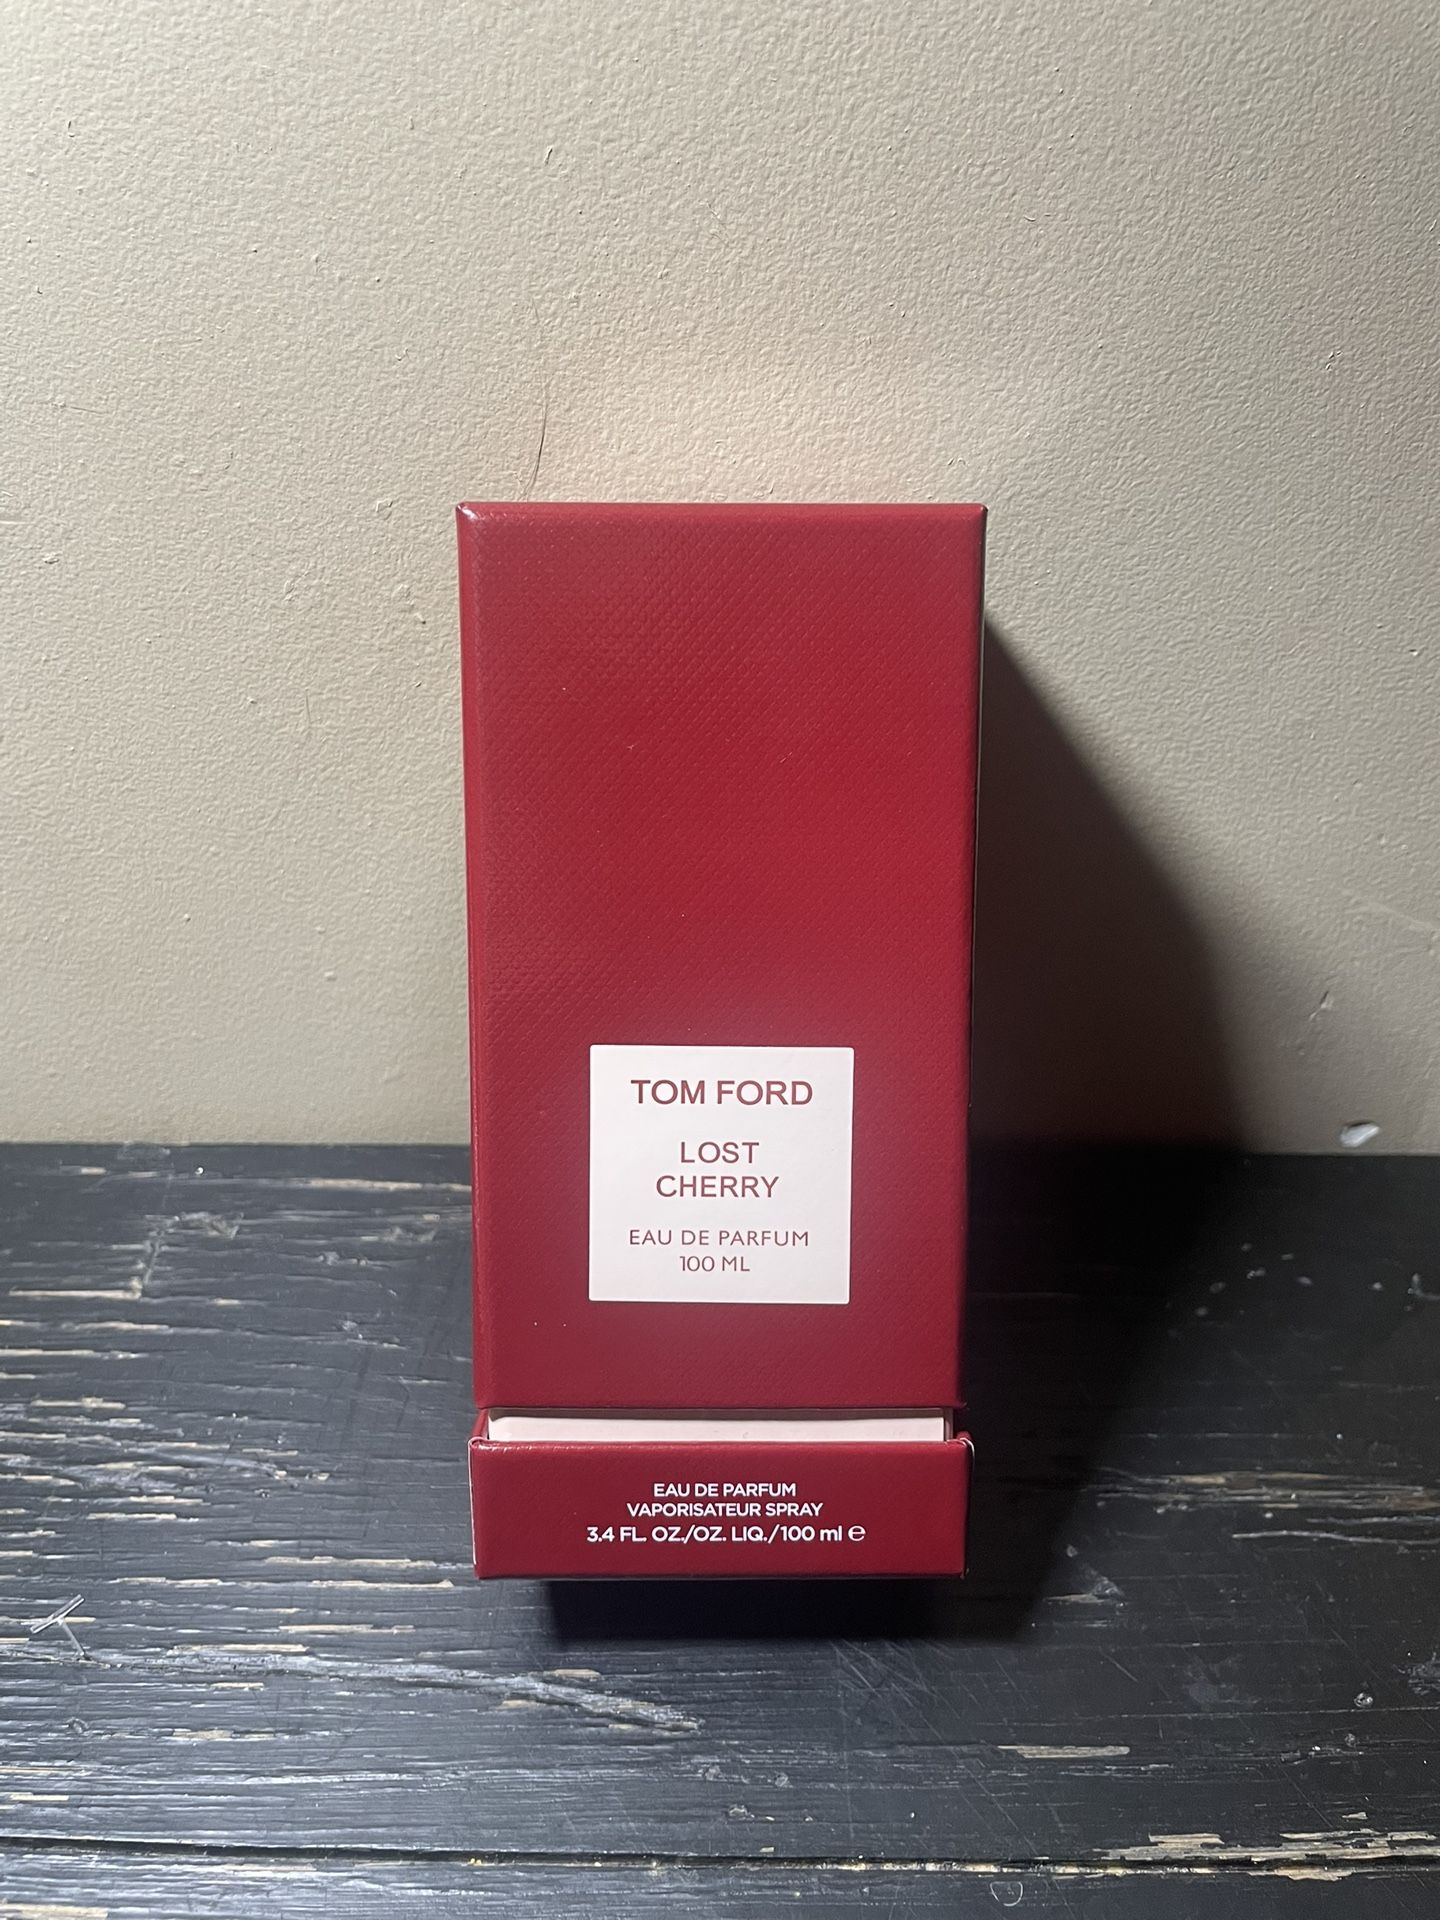 TOM FORD
LOST
CHERRY
EAU DE PARFUM
100 ML
EAU DE PARFUM
VAPORISATEUR SPRAY
3.4 FL. OZ./OZ. LIQ./100 ml ℮